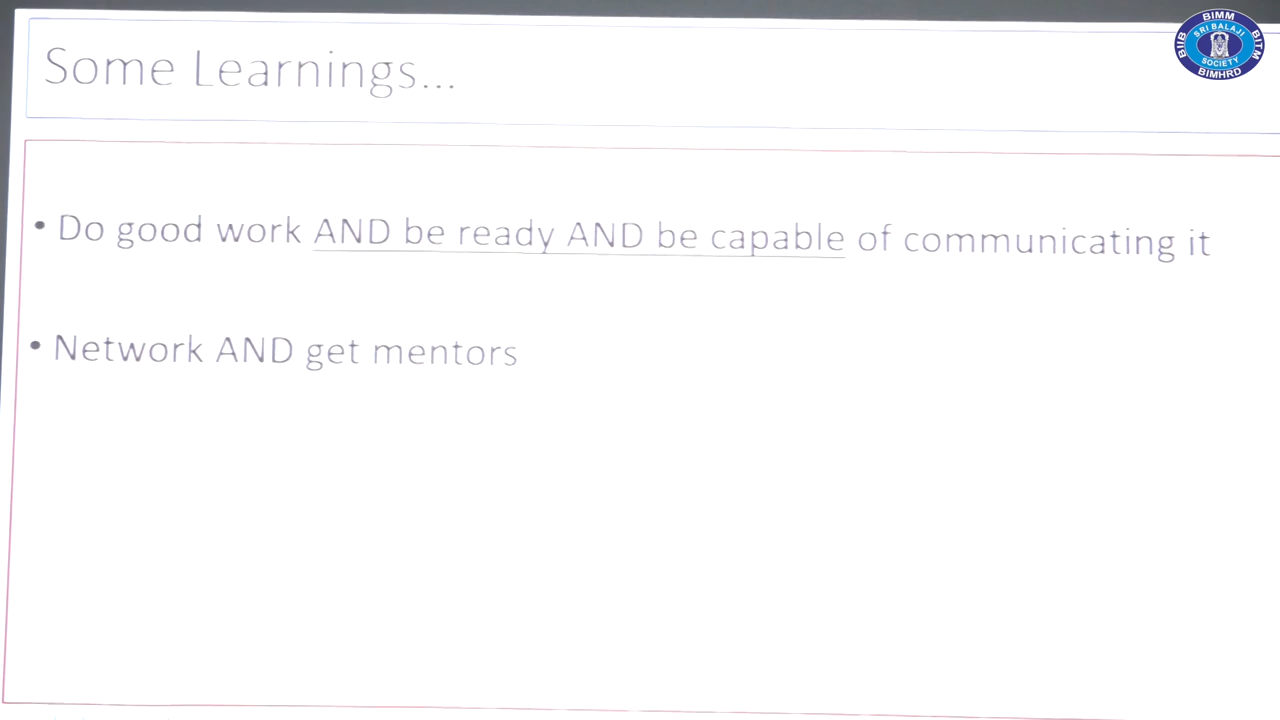 Some Learnings...
• Do good work AND be ready AND be capable of communicating it
• Network AND get mentors
BIMM
BIIB
SRI BALAJI
BITM
SOCIETY
BIMHRD